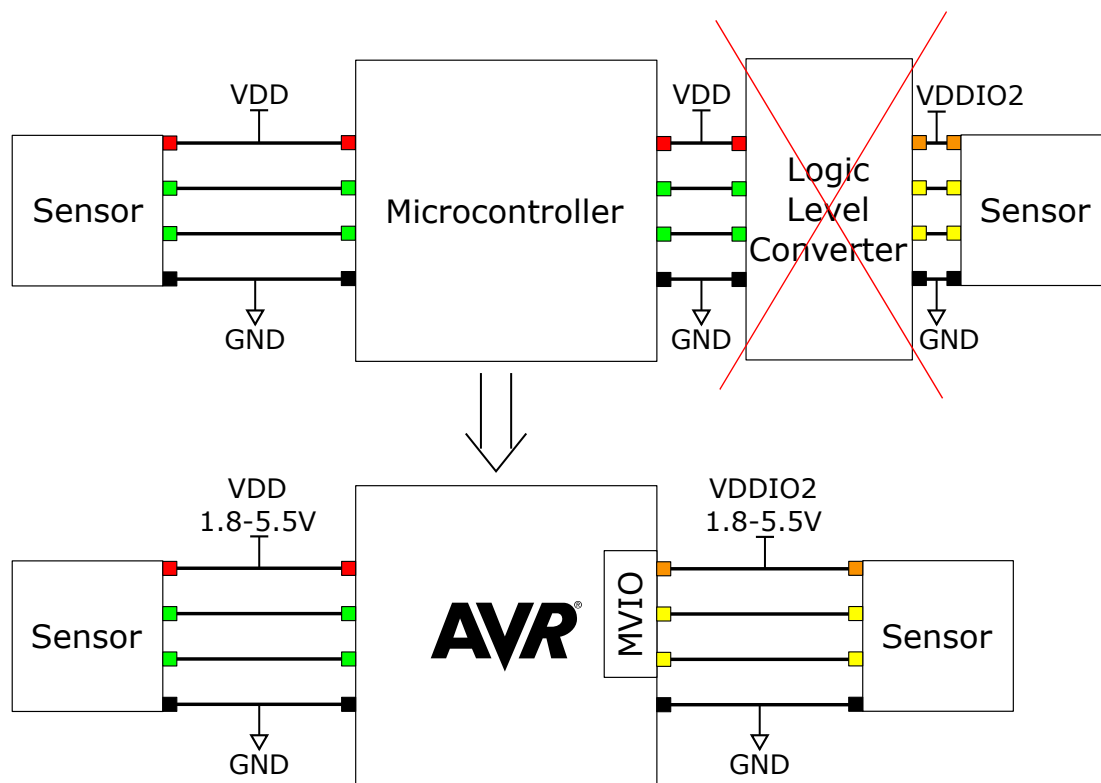 VDD
VDD
VDDIO2
Sensor
Microcontroller
Logic
Level
Converter
Sensor
GND
GND
GND
VDD
1.8-5.5V
VDDIO2
1.8-5.5V
Sensor
AVR®
MVIO
Sensor
GND
GND